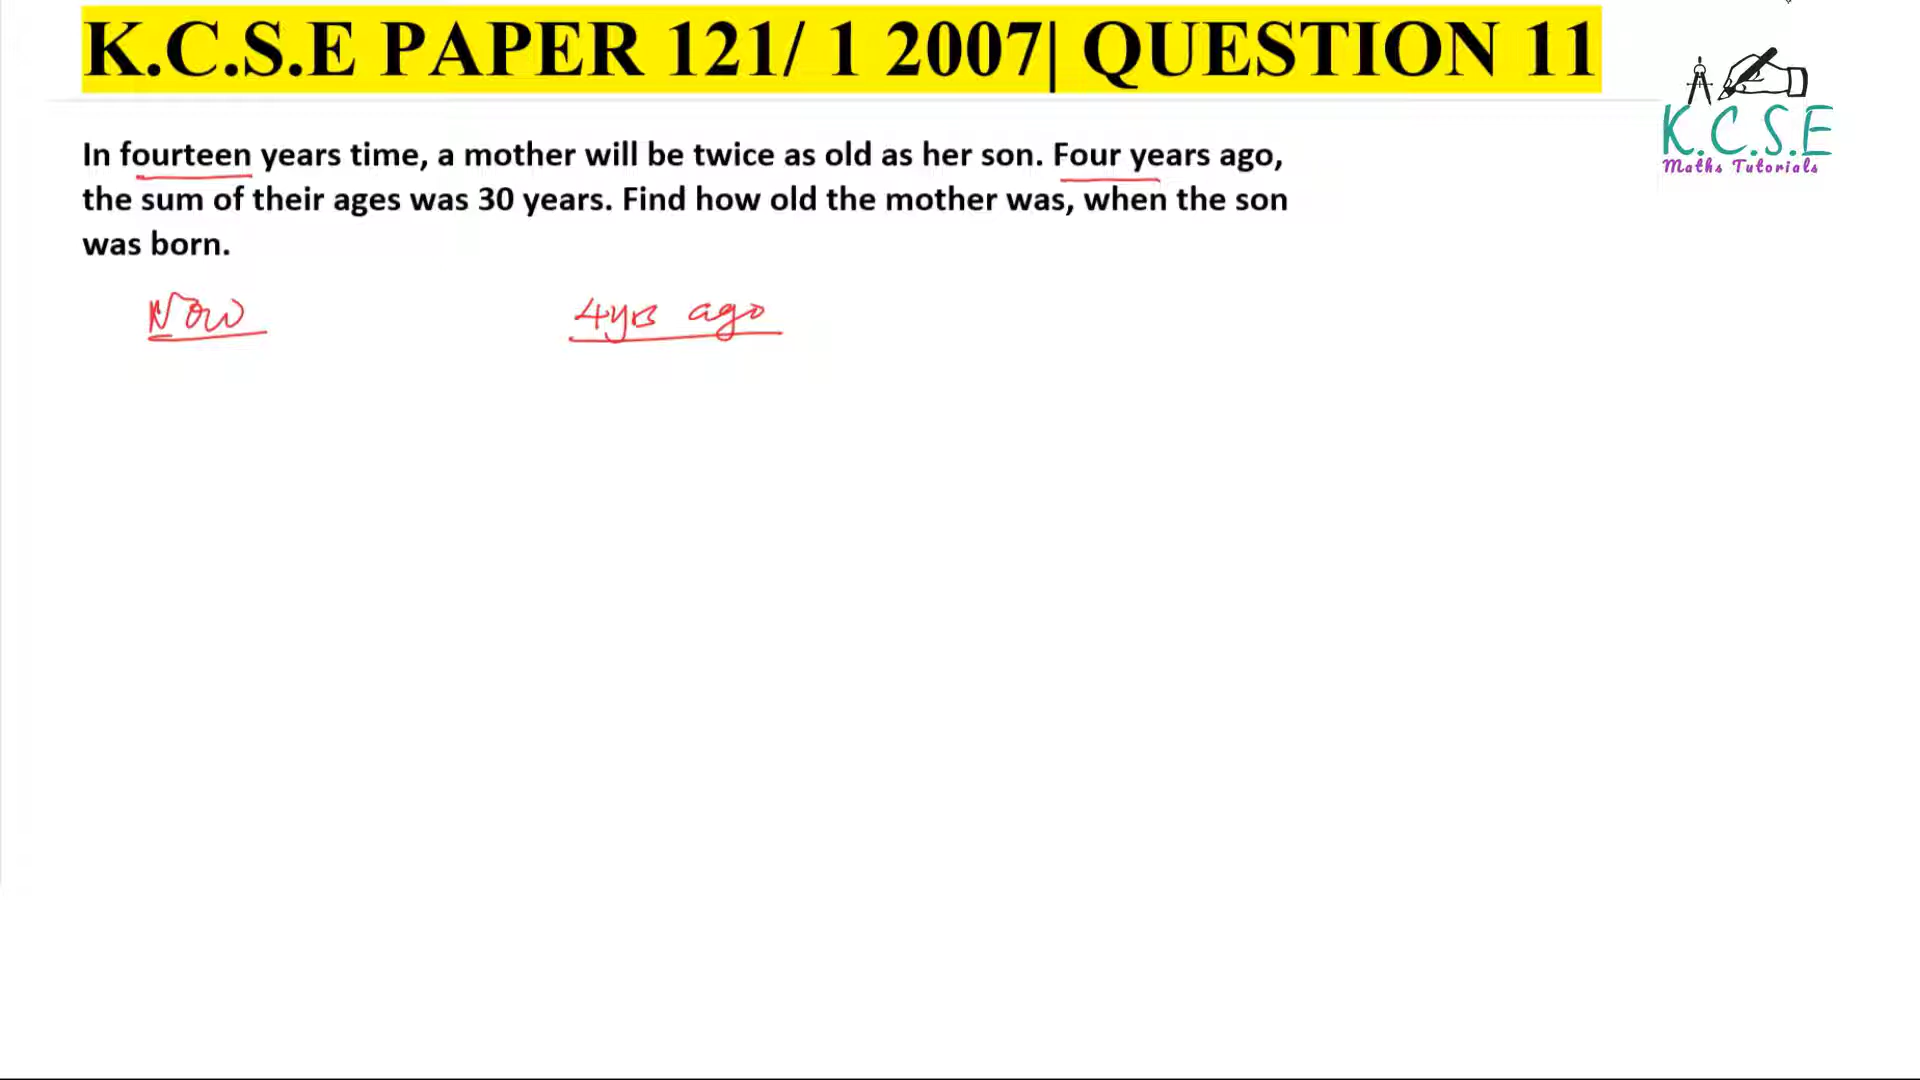 K.C.S.E PAPER 121/ 1 2007| QUESTION 11
K.C.S.E
Maths Tutorials
In fourteen years time, a mother will be twice as old as her son. Four years ago,
the sum of their ages was 30 years. Find how old the mother was, when the son
was born.
Now 4yrs ago